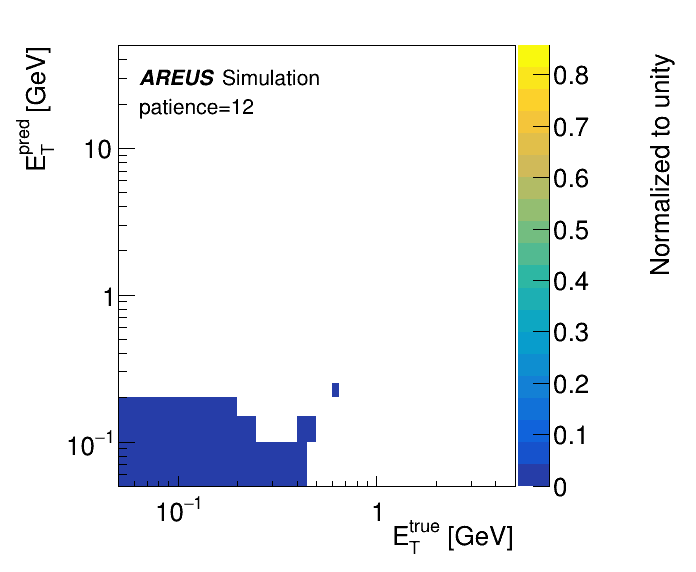 AREUS Simulation
patience=12
E_T^pred [GeV]
10
1
10⁻¹
10⁻¹
1
E_T^true [GeV]
0.8
0.7
0.6
0.5
0.4
0.3
0.2
0.1
0
Normalized to unity